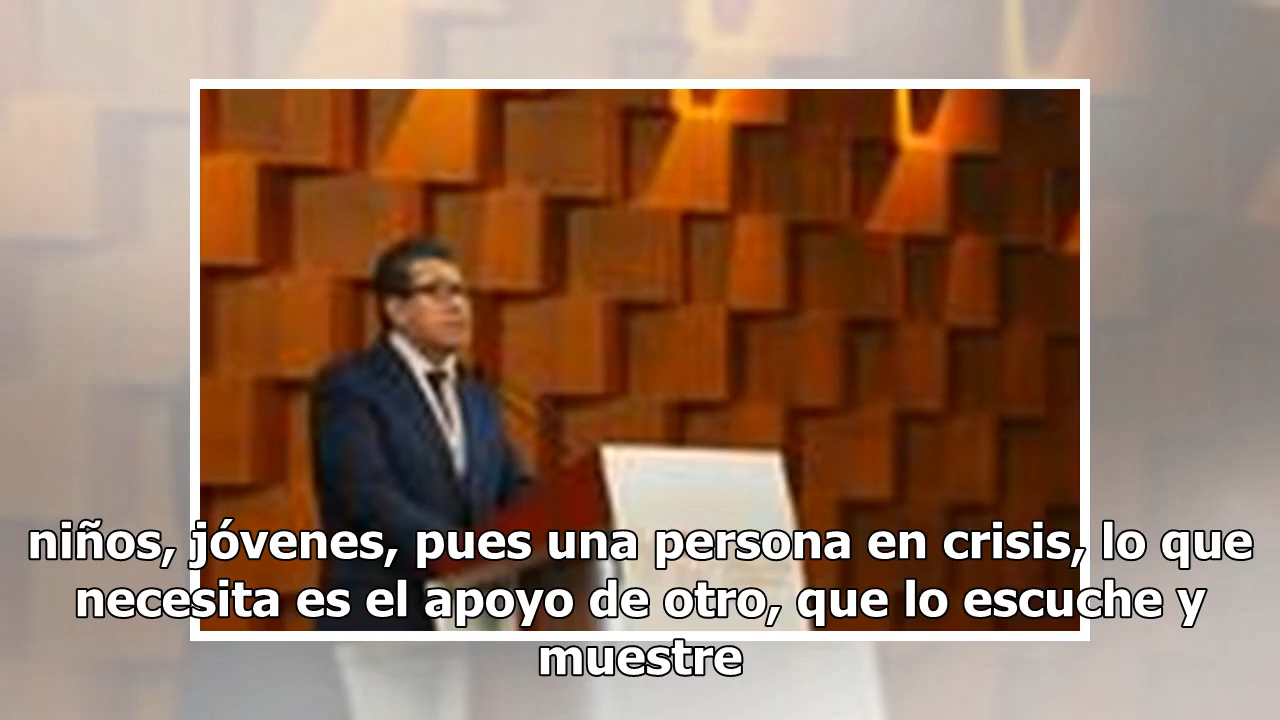 niños, jóvenes, pues una persona en crisis, lo que
necesita es el apoyo de otro, que lo escuche y
muestre